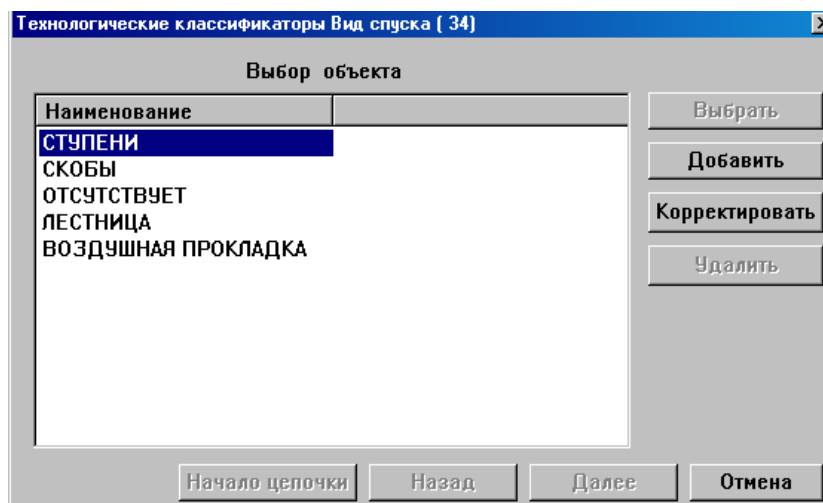 Технологические классификаторы Вид спуска ( 34)
Выбор объекта
Наименование
СТУПЕНИ
СКОБЫ
ОТСУТСТВУЕТ
ЛЕСТНИЦА
ВОЗДУШНАЯ ПРОКЛАДКА
Выбрать
Добавить
Корректировать
Удалить
Начало цепочки Назад Далее Отмена